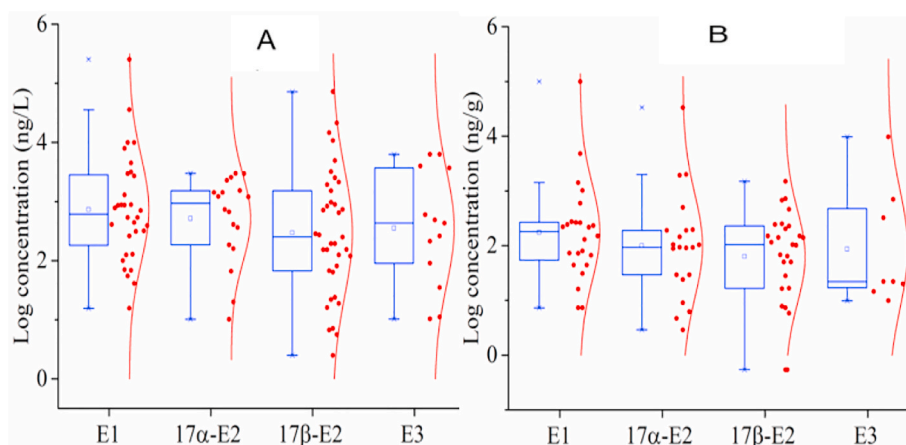 A
Log concentration (ng/L)
6
4
2
0
E1 17α-E2 17β-E2 E3
B
Log concentration (ng/g)
6
4
2
0
E1 17α-E2 17β-E2 E3